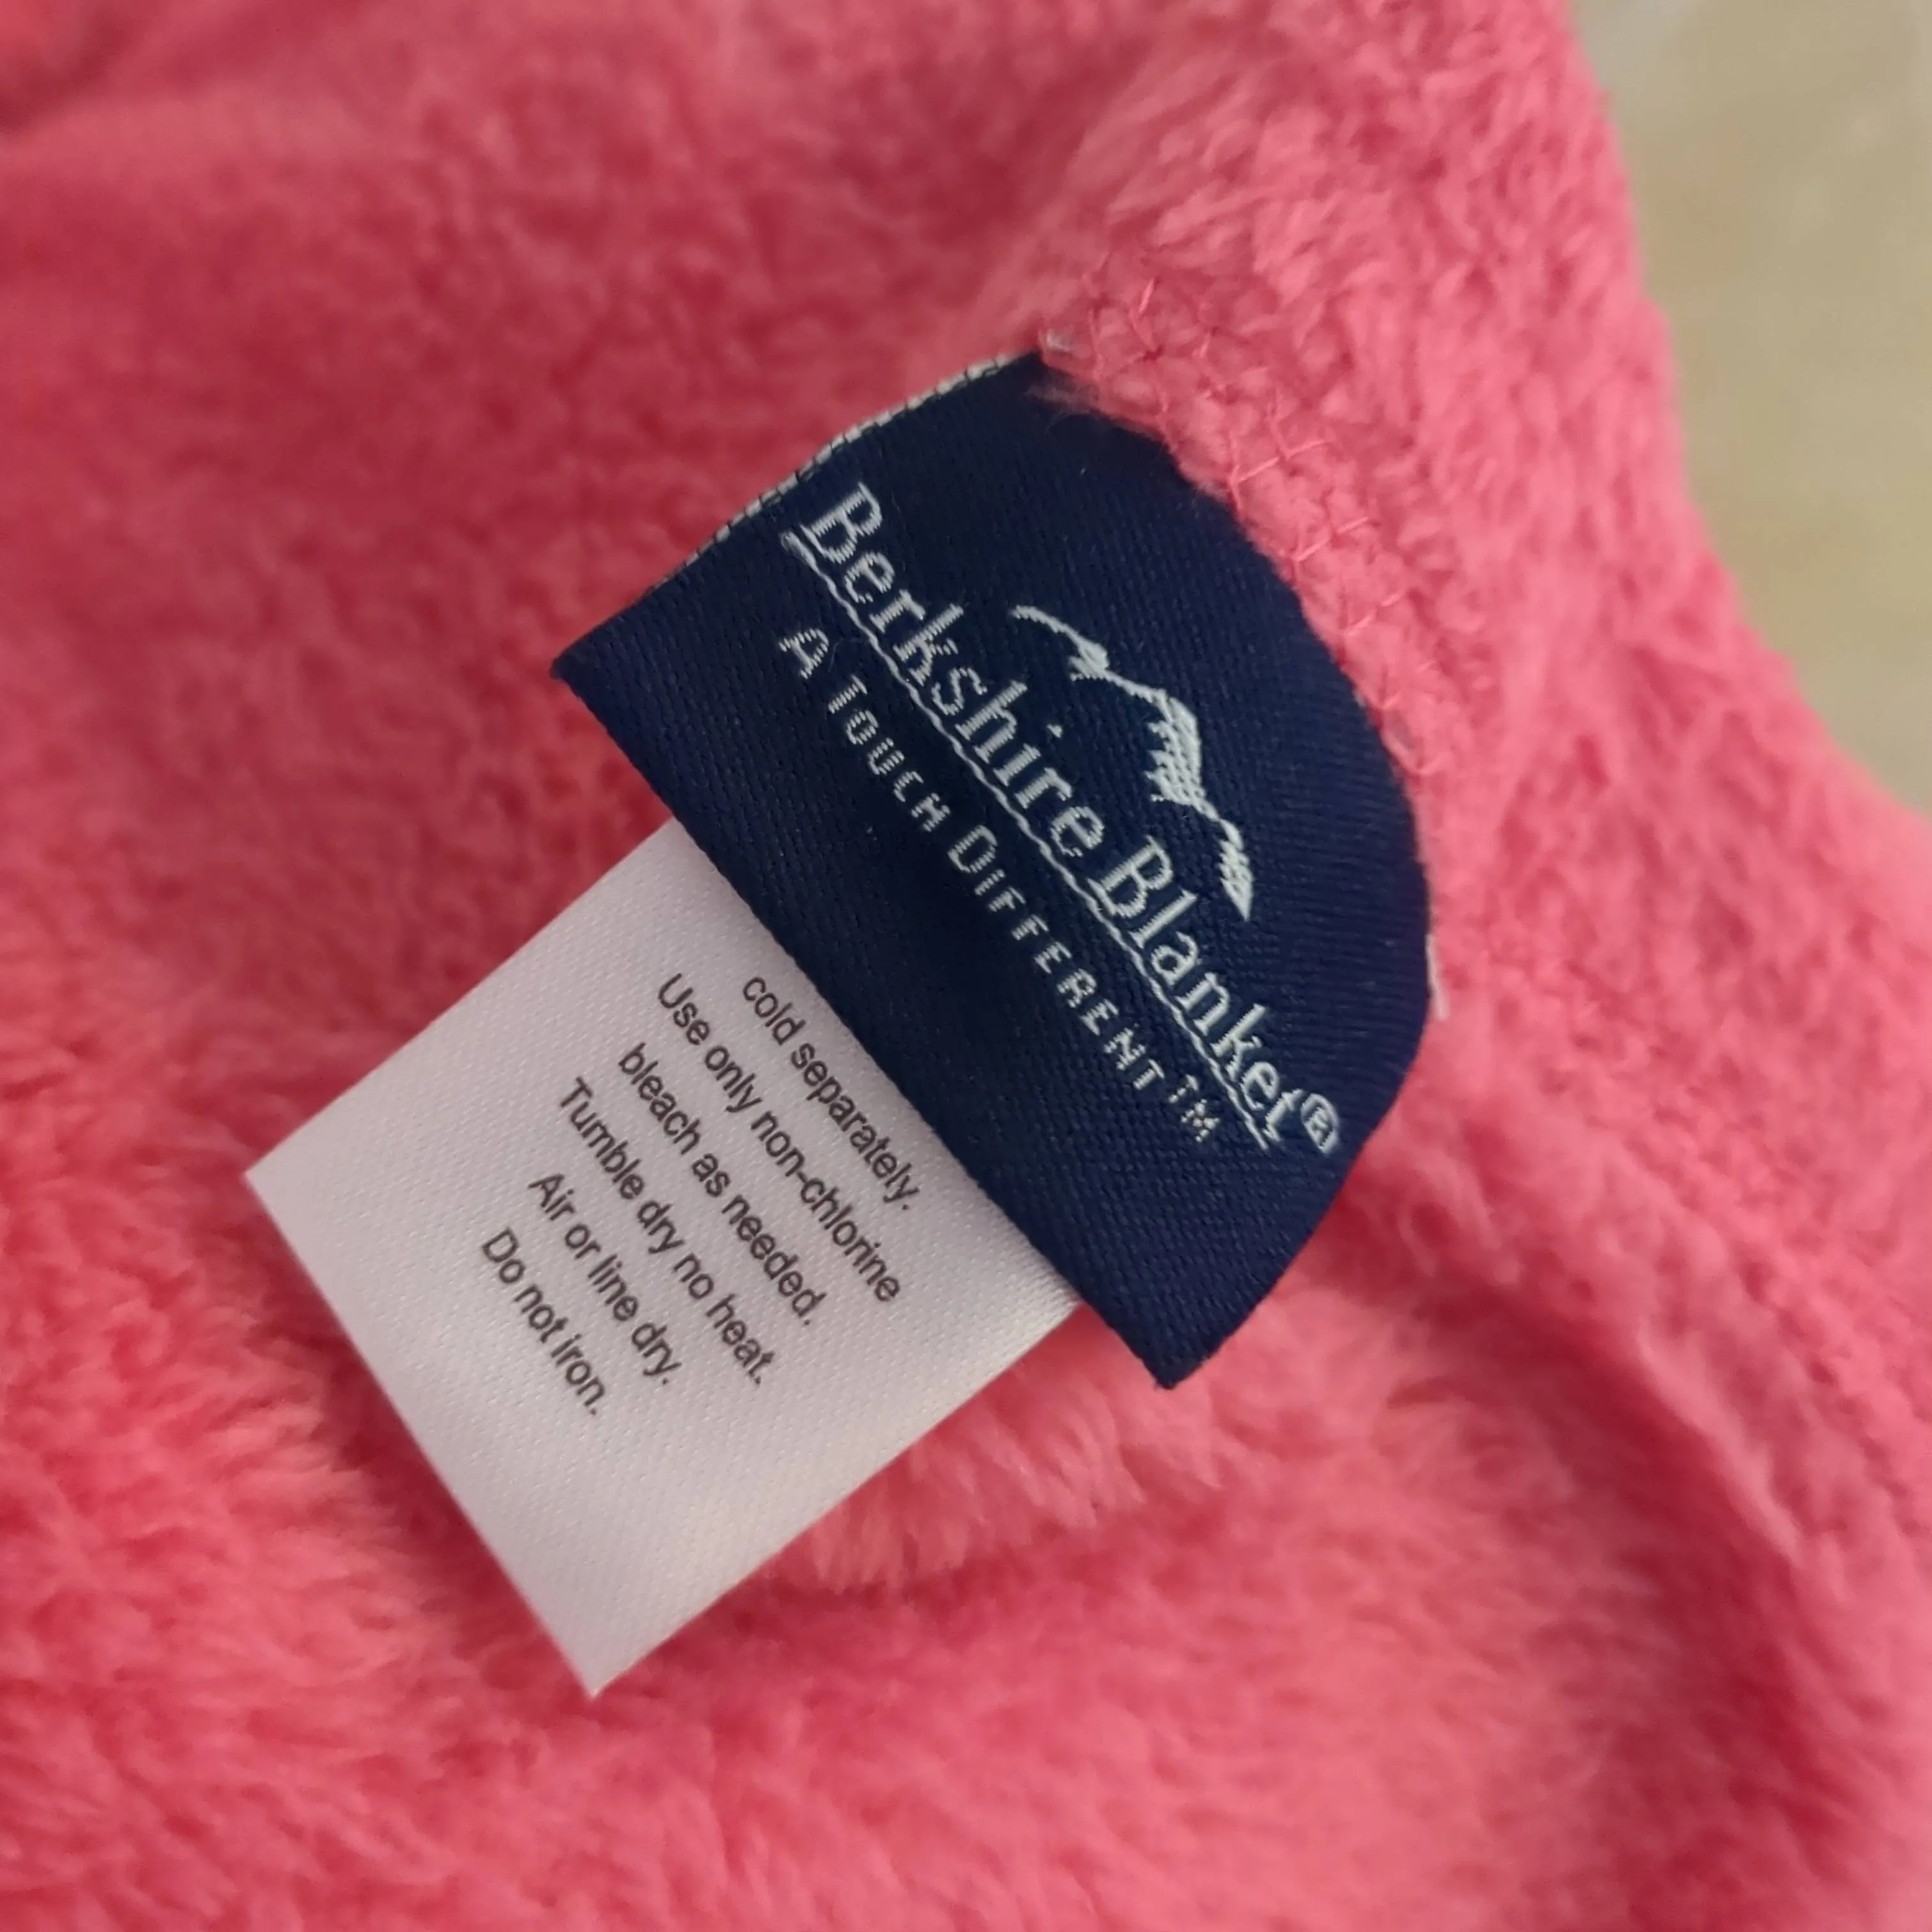 Berkshire Blanket®
A TOUCH DIFFERENT™
cold separately.
Use only non-chlorine
bleach as needed.
Tumble dry no heat.
Air or line dry.
Do not iron.